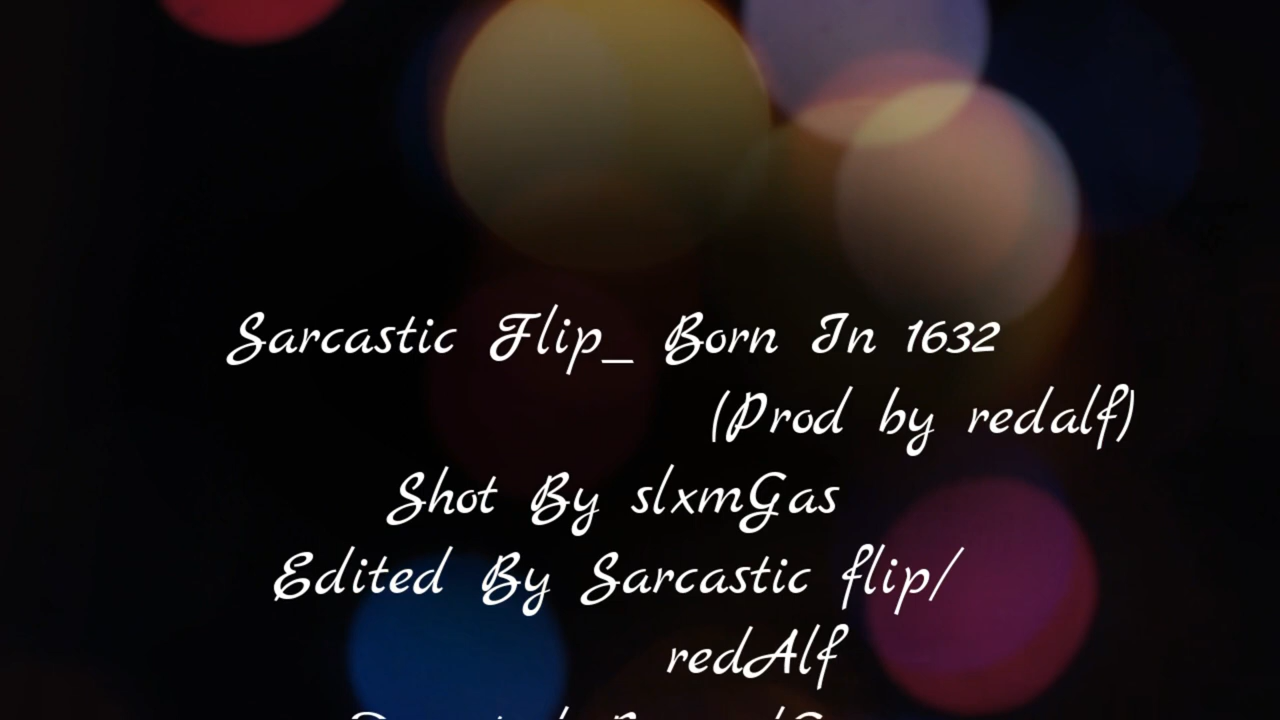 Sarcastic Flip_ Born In 1632
(Prod by redalf)
Shot By slxmGas
Edited By Sarcastic flip/
redAlf